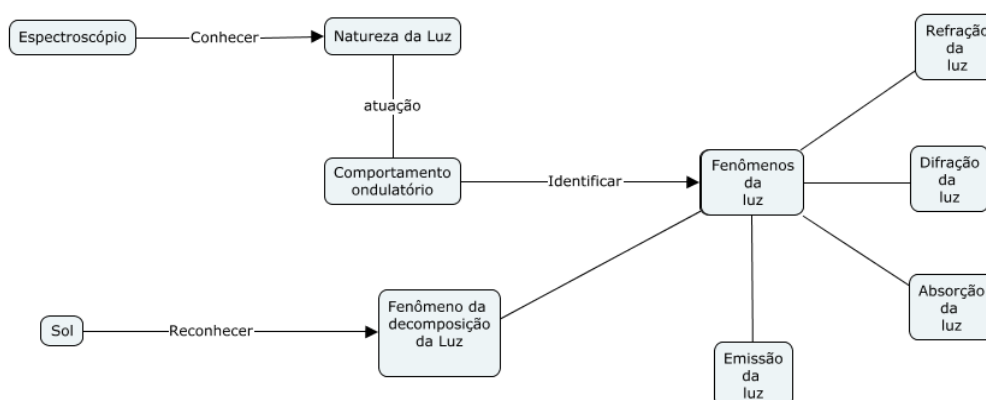 Espectroscópio
Conhecer
Natureza da Luz
Refração
da
luz
atuação
Comportamento
ondulatório
Identificar
Fenômenos
da
luz
Difração
da
luz
Fenômeno da
decomposição
da Luz
Sol
Reconhecer
Absorção
da
luz
Emissão
da
luz